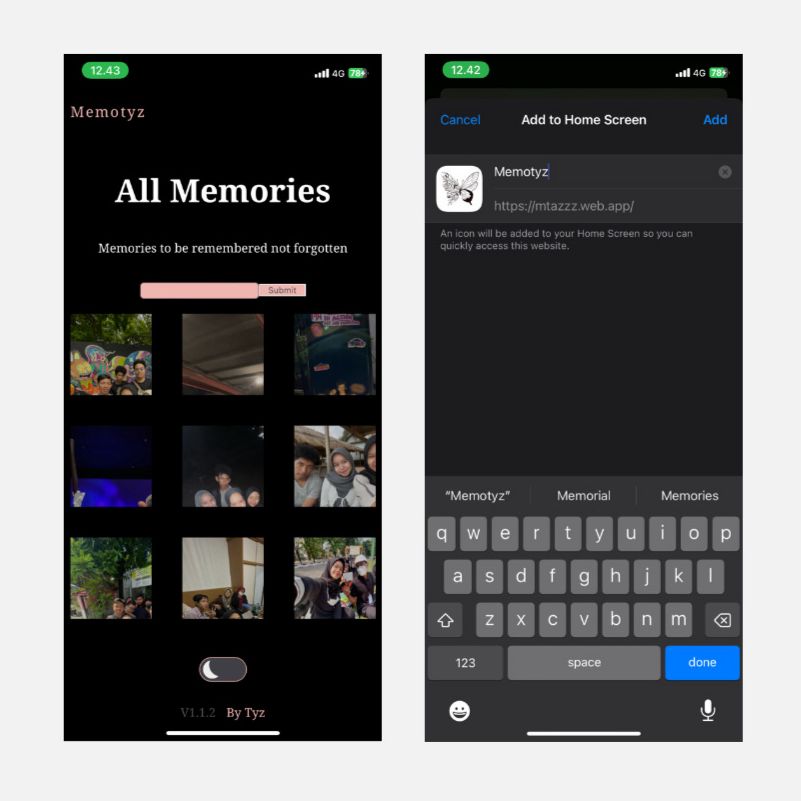 12.43
4G 78
Memotyz
All Memories
Memories to be remembered not forgotten
Submit
V1.1.2 By Tyz
12.42
4G 78
Cancel Add to Home Screen Add
Memotyz
https://mtazzz.web.app/
An icon will be added to your Home Screen so you can
quickly access this website.
“Memotyz” Memorial Memories
q w e r t y u i o p
a s d f g h j k l
z x c v b n m
123 space done